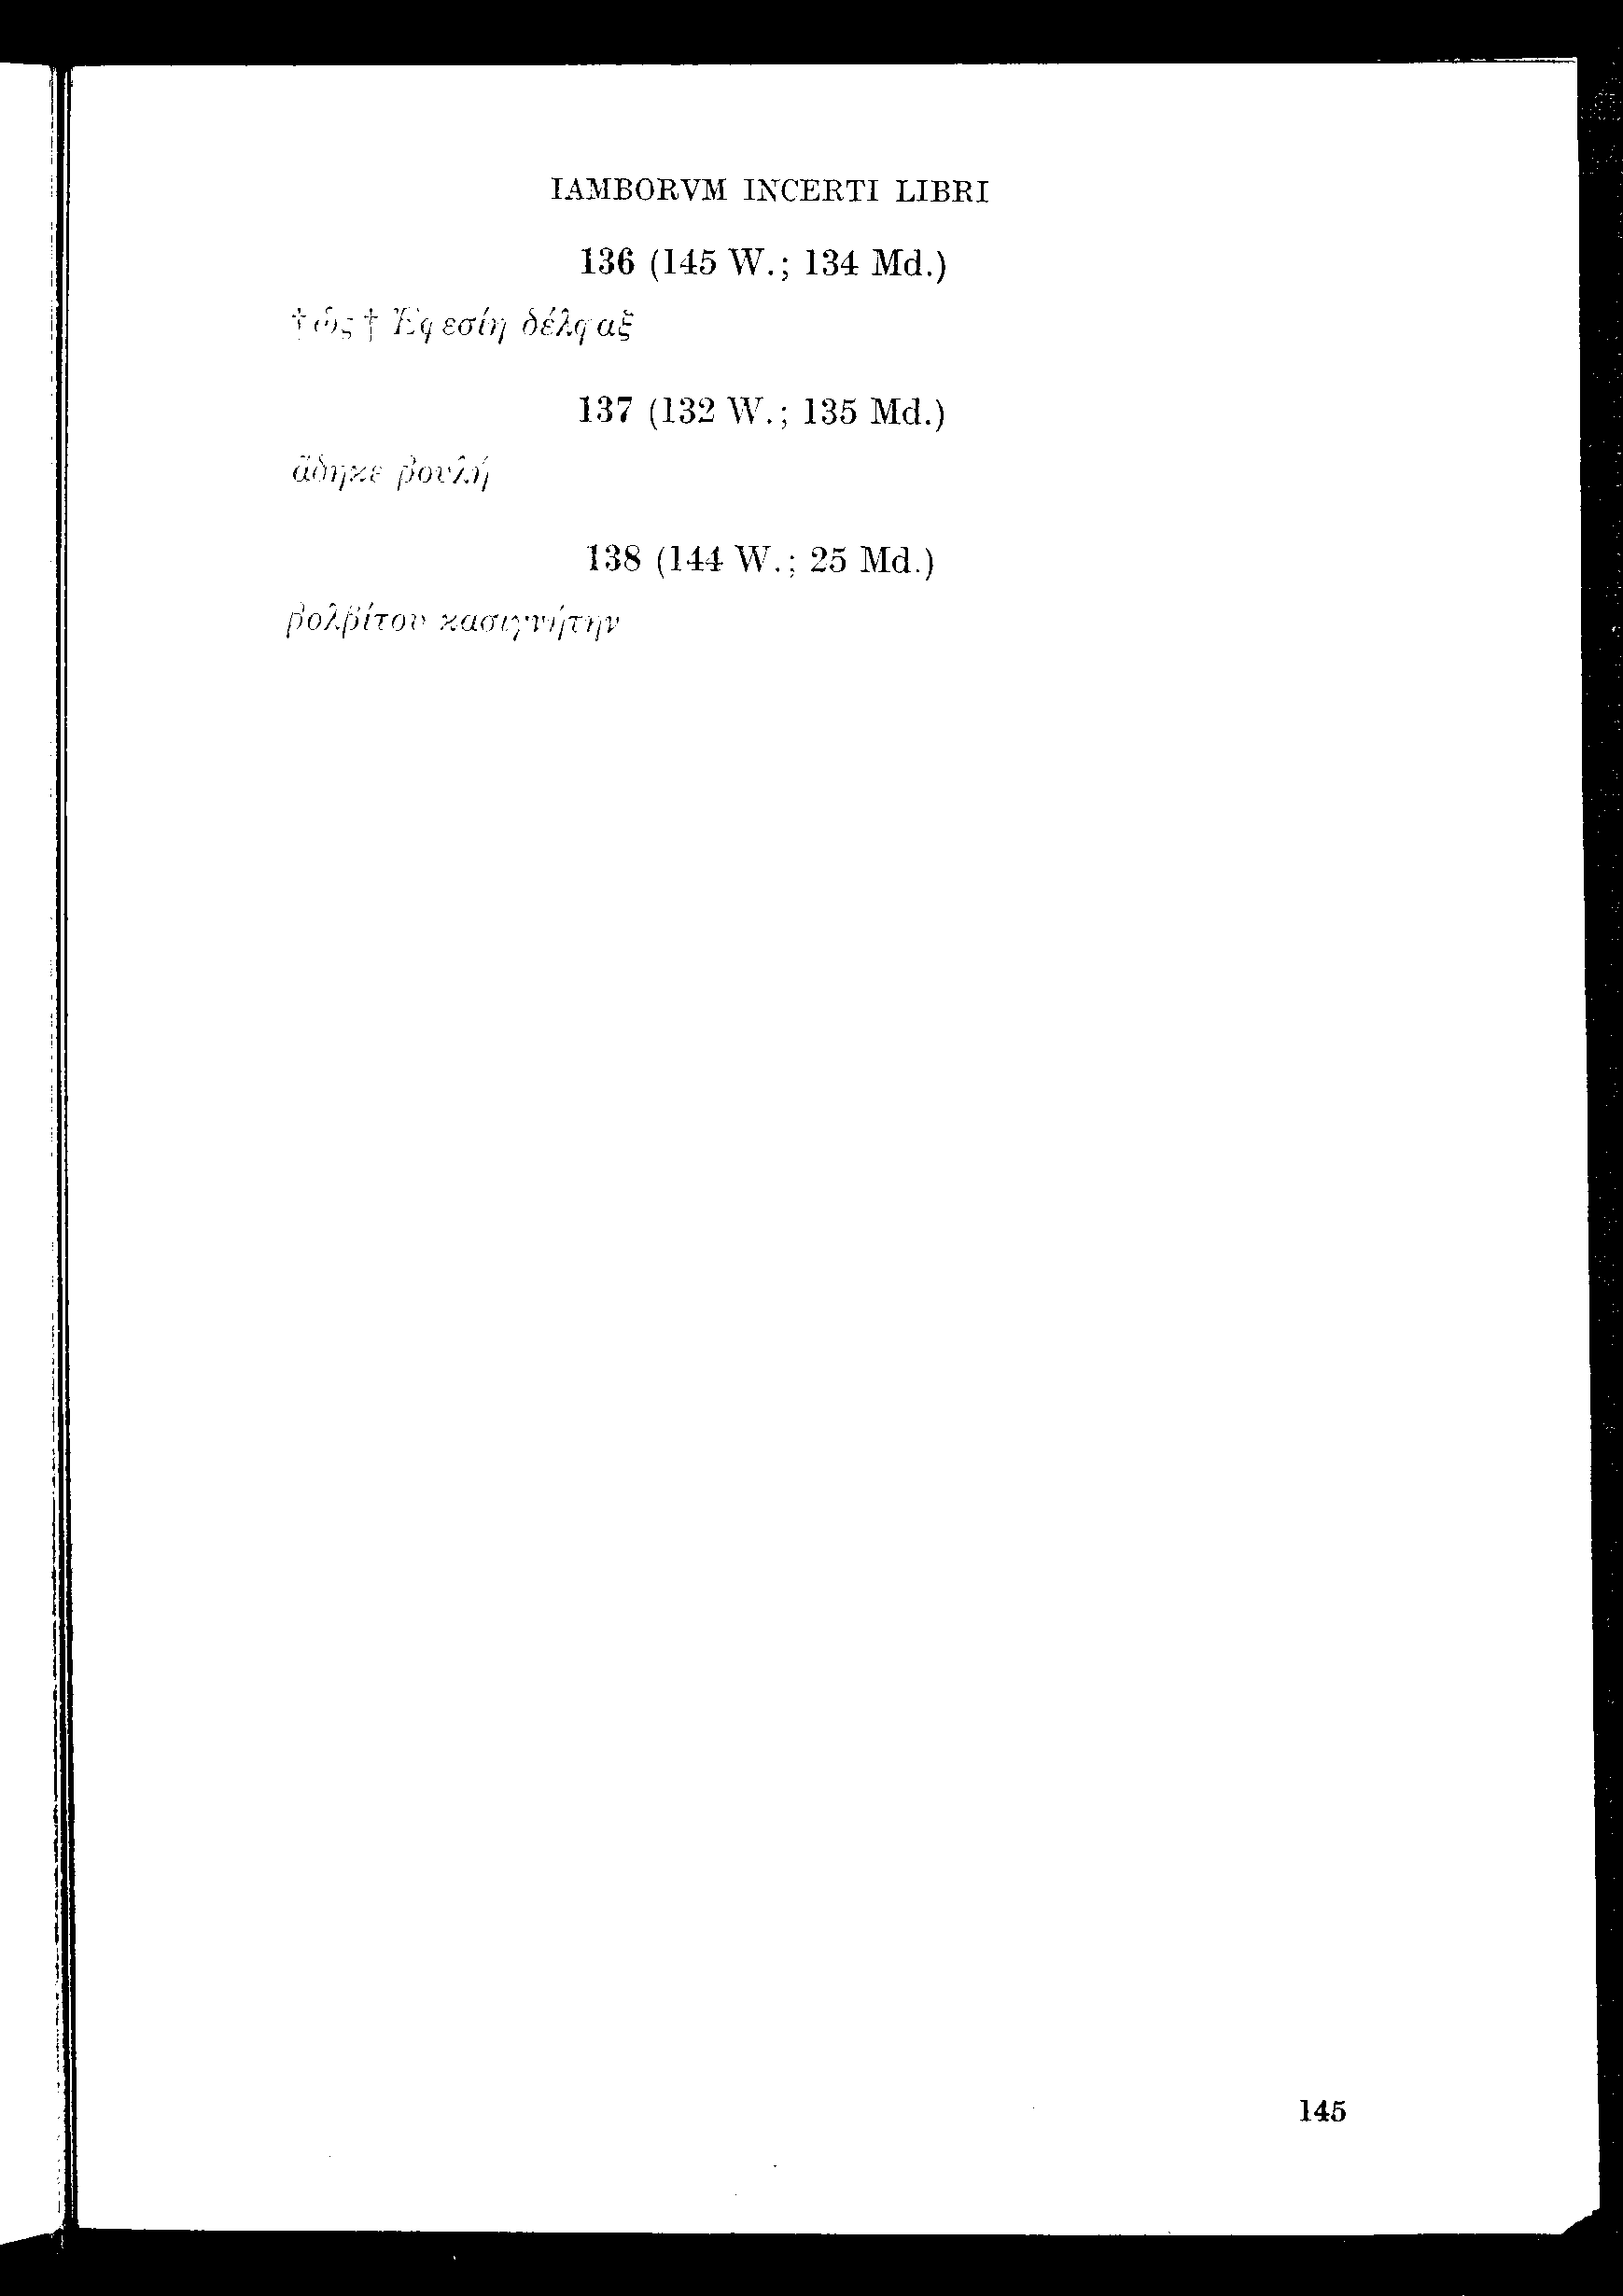 IAMBORVM INCERTI LIBRI
136 (145 W.; 134 Md.)
†ὡς† Ἐφεσίη δέλφαξ
137 (132 W.; 135 Md.)
ἅδηκε βουλή
138 (144 W.; 25 Md.)
βολβίτου κασιγνήτην
145